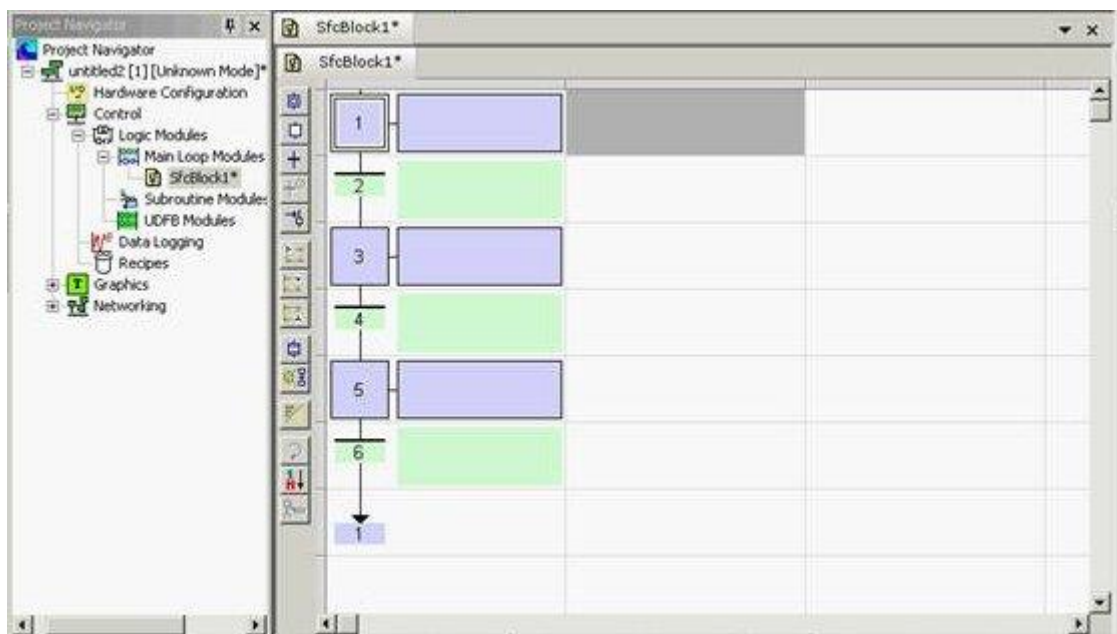 Project Navigator
Project Navigator
untitled2 [1] [Unknown Mode]*
Hardware Configuration
Control
Logic Modules
Main Loop Modules
SfcBlock1*
Subroutine Modules
UDFB Modules
Data Logging
Recipes
Graphics
Networking
SfcBlock1*
SfcBlock1*
1
2
3
4
5
6
1